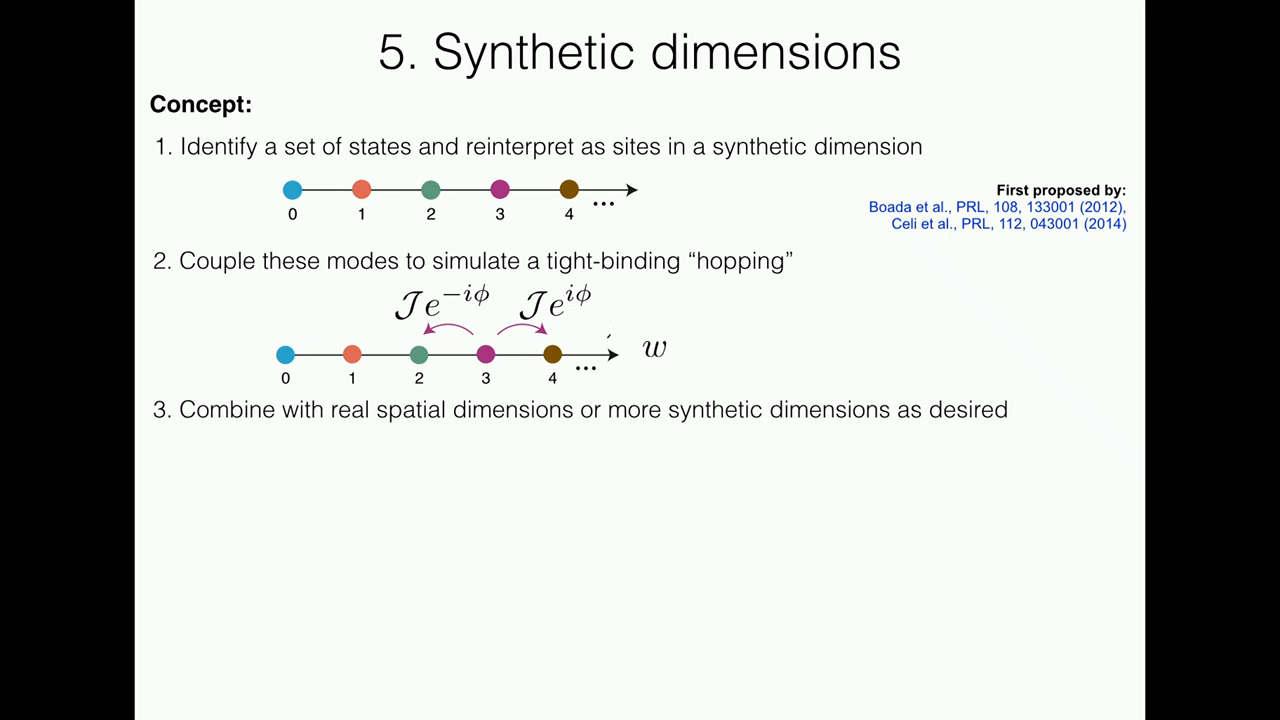 5. Synthetic dimensions
Concept:
1. Identify a set of states and reinterpret as sites in a synthetic dimension
0 1 2 3 4 ...
First proposed by:
Boada et al., PRL, 108, 133001 (2012),
Celi et al., PRL, 112, 043001 (2014)
2. Couple these modes to simulate a tight-binding “hopping”
𝒥e^{-iϕ} 𝒥e^{iϕ}
w
0 1 2 3 4 ...
3. Combine with real spatial dimensions or more synthetic dimensions as desired